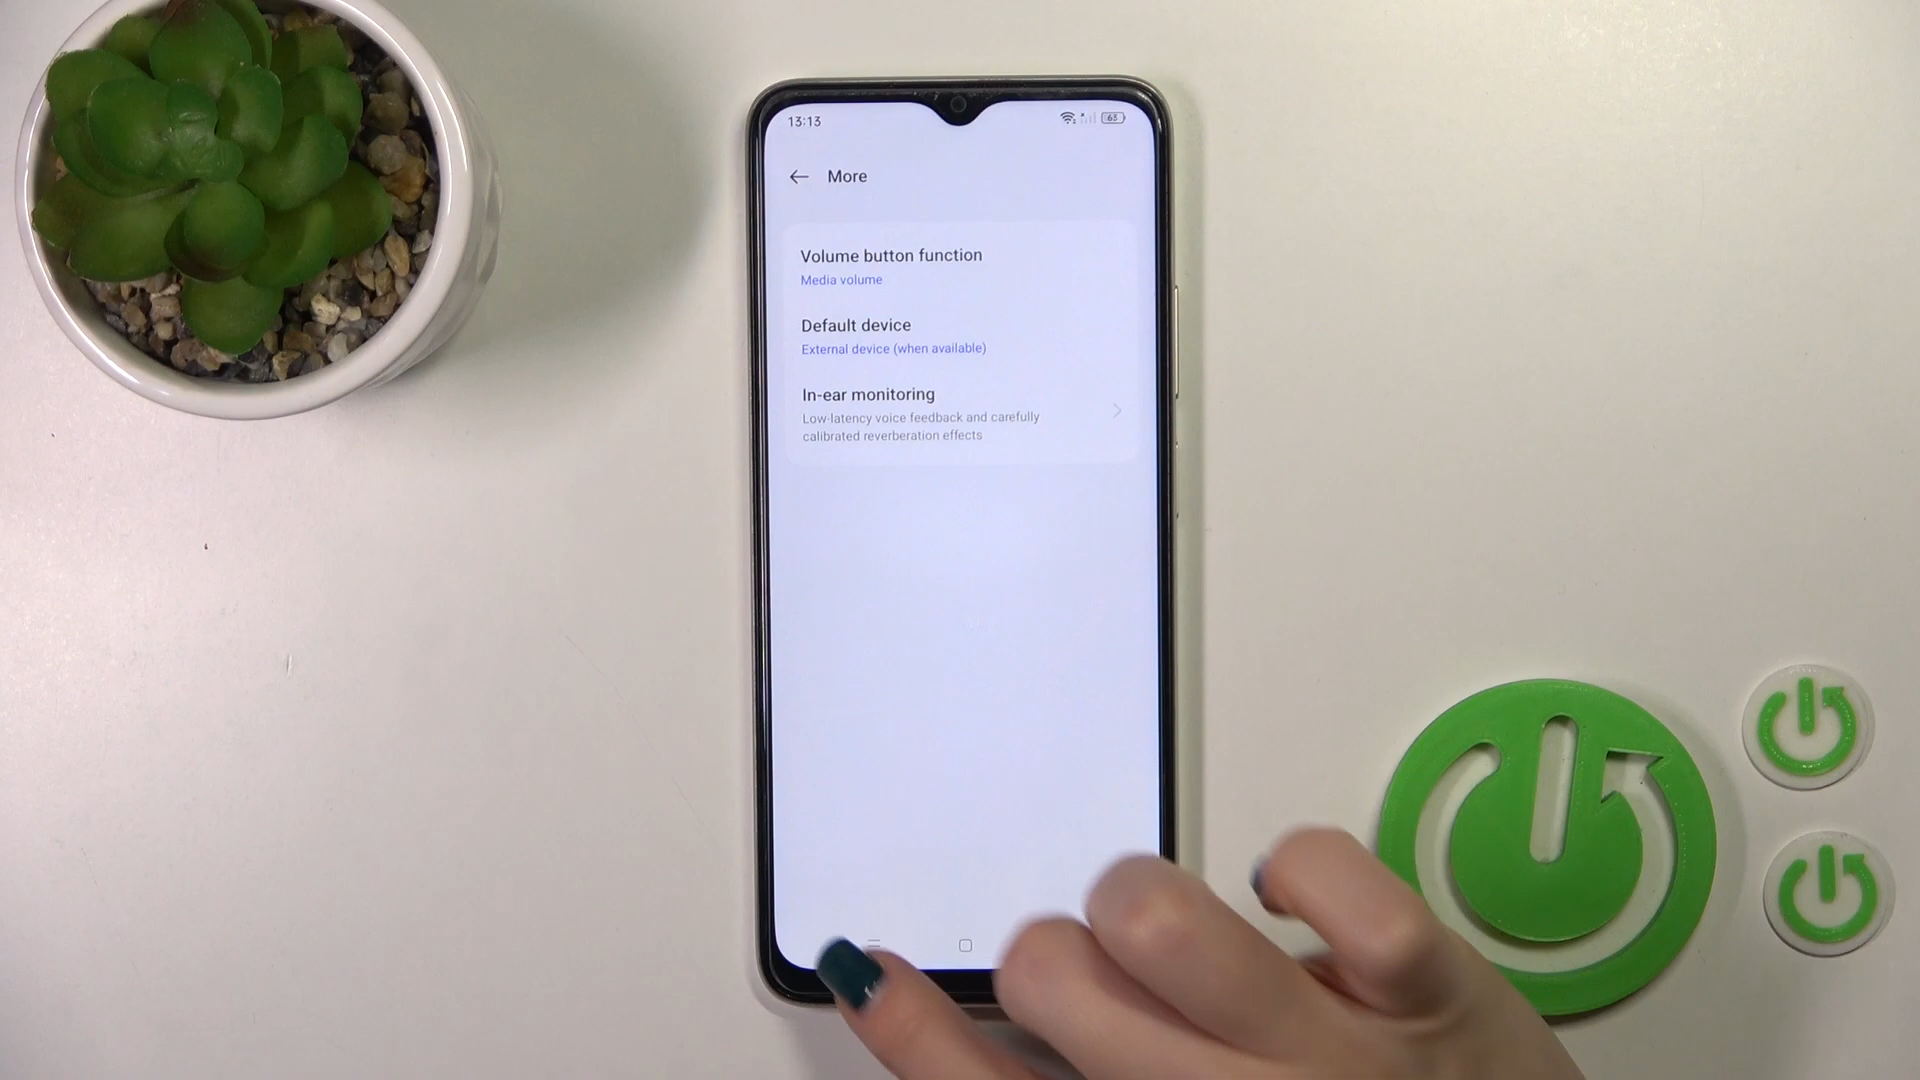 13:13
63
More
Volume button function
Media volume
Default device
External device (when available)
In-ear monitoring
Low-latency voice feedback and carefully
calibrated reverberation effects